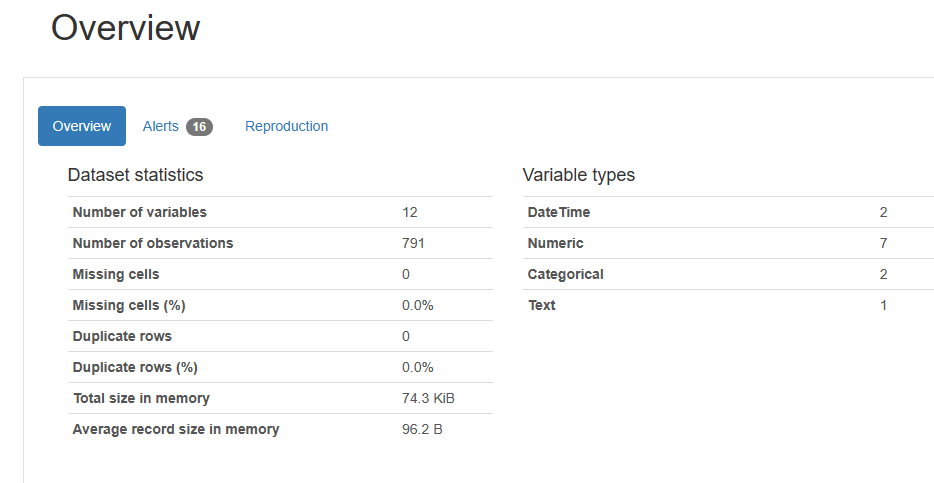 Overview
Overview Alerts 16 Reproduction
Dataset statistics
Number of variables 12
Number of observations 791
Missing cells 0
Missing cells (%) 0.0%
Duplicate rows 0
Duplicate rows (%) 0.0%
Total size in memory 74.3 KiB
Average record size in memory 96.2 B
Variable types
DateTime 2
Numeric 7
Categorical 2
Text 1